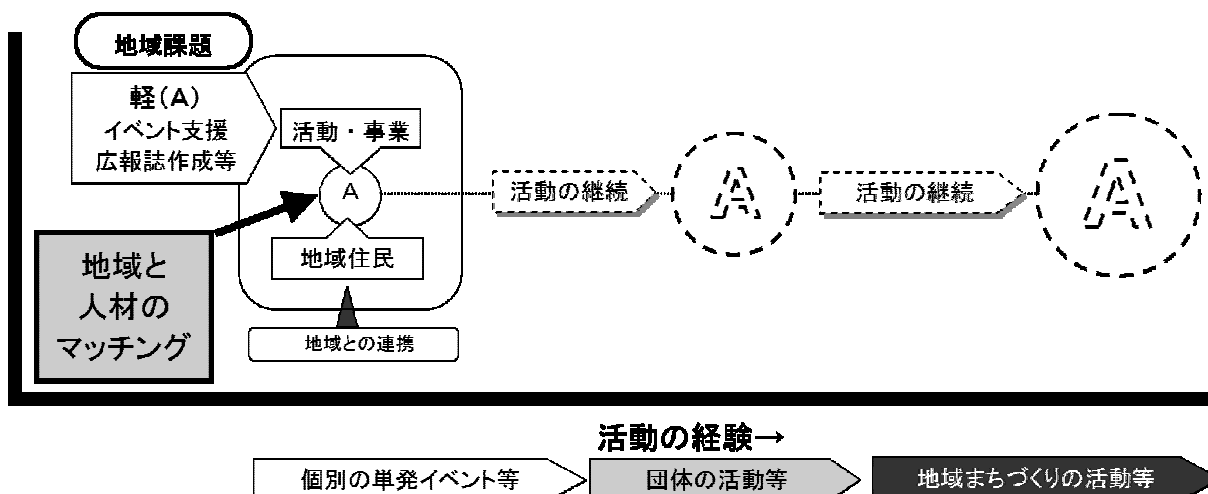 地域課題
軽(A)
イベント支援
広報誌作成等
活動・事業
A
地域住民
地域との連携
地域と
人材の
マッチング
活動の継続
A
活動の継続
A
活動の経験→
個別の単発イベント等
団体の活動等
地域まちづくりの活動等